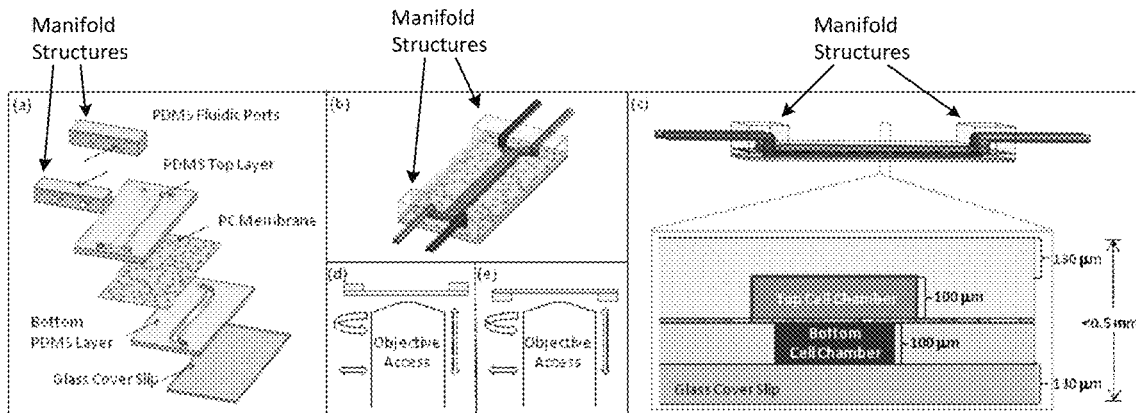 Manifold
Structures
Manifold
Structures
Manifold
Structures
(a)
PDMS Fluidic Ports
PDMS Top Layer
PC Membrane
Bottom
PDMS Layer
Glass Cover Slip
(b)
(c)
(d)
Objective
Access
(e)
Objective
Access
100 μm
Bottom
Cell Chamber
100 μm
<0.5 mm
Glass Cover Slip